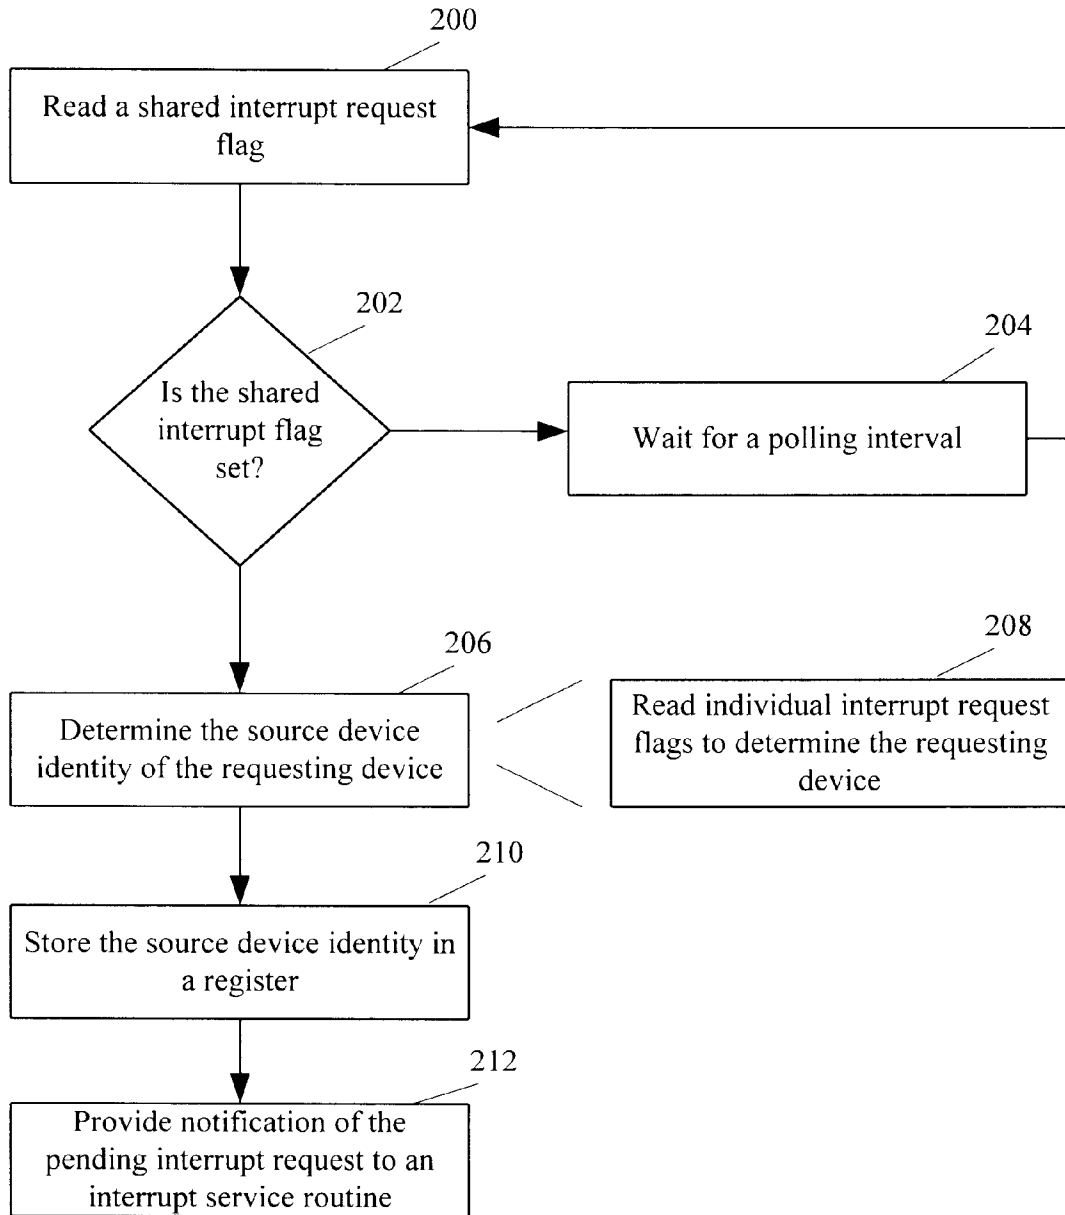 200
Read a shared interrupt request
flag
202
Is the shared
interrupt flag
set?
204
Wait for a polling interval
206
Determine the source device
identity of the requesting device
208
Read individual interrupt request
flags to determine the requesting
device
210
Store the source device identity in
a register
212
Provide notification of the
pending interrupt request to an
interrupt service routine